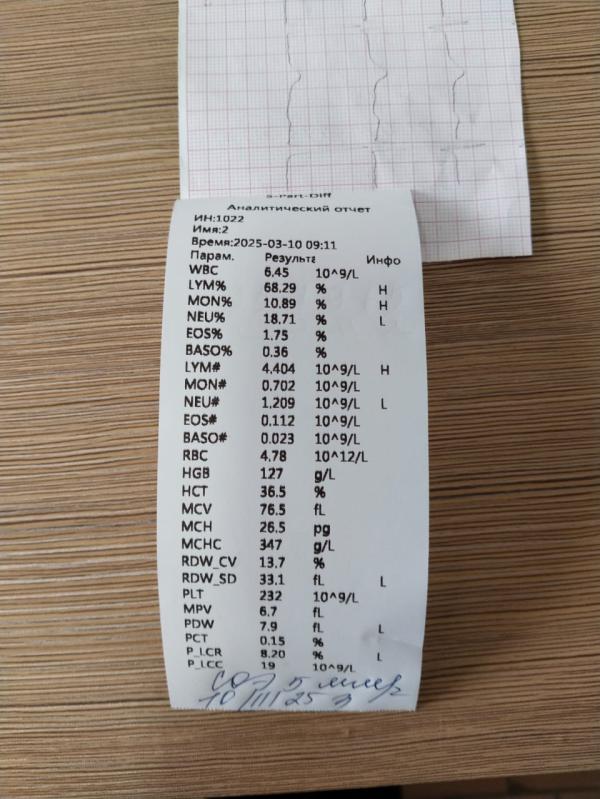 5-Part-Diff
Аналитический отчет
ИН:1022
Имя:2
Время:2025-03-10 09:11
Парам. Результа Инфо
WBC 6.45 10^9/L
LYM% 68.29 % H
MON% 10.89 % H
NEU% 18.71 % L
EOS% 1.75 %
BASO% 0.36 %
LYM# 4.404 10^9/L H
MON# 0.702 10^9/L
NEU# 1.209 10^9/L L
EOS# 0.112 10^9/L
BASO# 0.023 10^9/L
RBC 4.78 10^12/L
HGB 127 g/L
HCT 36.5 %
MCV 76.5 fL
MCH 26.5 pg
MCHC 347 g/L
RDW_CV 13.7 %
RDW_SD 33.1 fL L
PLT 232 10^9/L
MPV 6.7 fL
PDW 7.9 fL L
PCT 0.15 %
P_LCR 8.20 % L
P_LCC 19 10^9/L
СОЭ 5 мм/ч
10/III/25